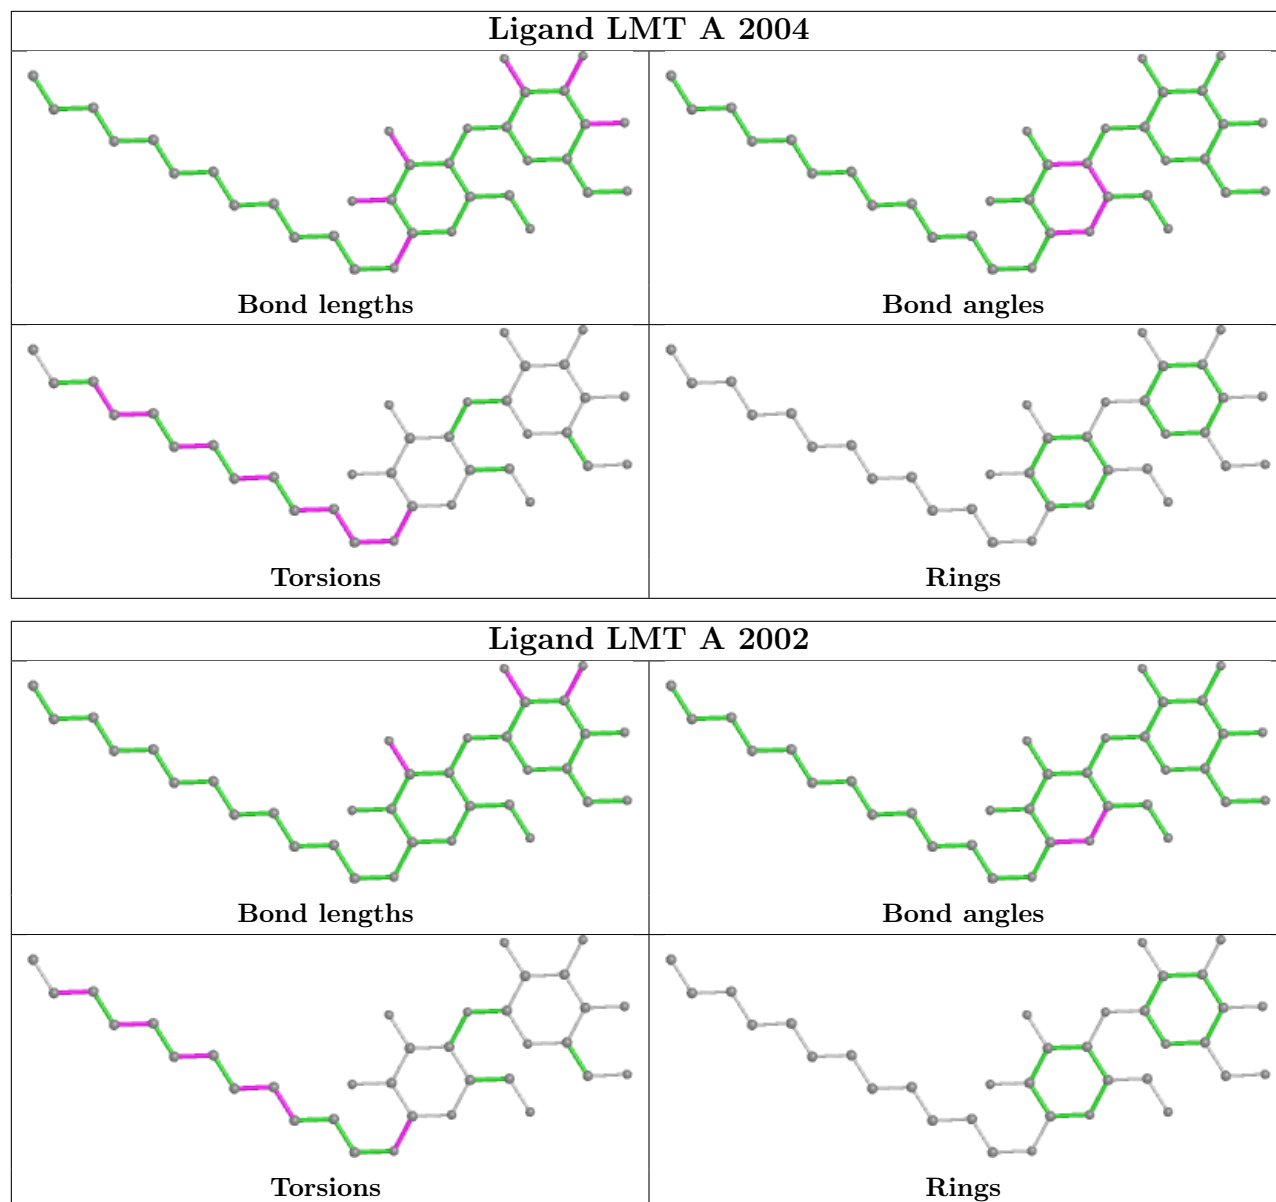 Ligand LMT A 2004
Bond lengths
Bond angles
Torsions
Rings
Ligand LMT A 2002
Bond lengths
Bond angles
Torsions
Rings